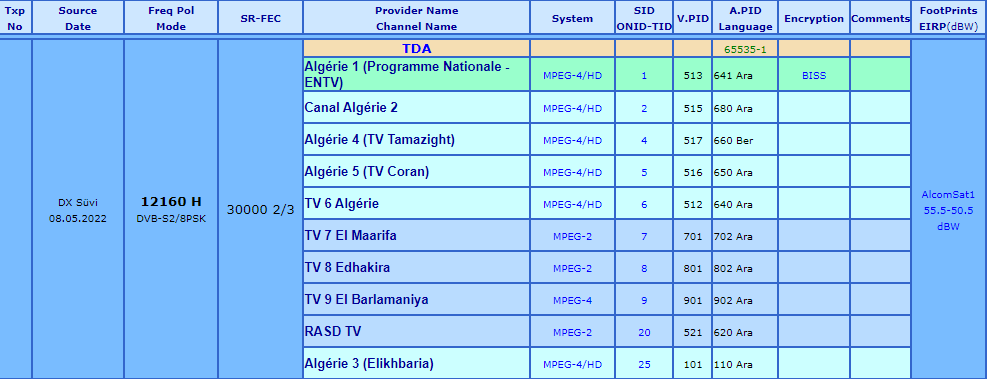 Txp No Source Date Freq Pol Mode SR-FEC Provider Name Channel Name System SID ONID-TID V.PID A.PID Language Encryption Comments FootPrints EIRP(dBW)
TDA 65535-1
Algérie 1 (Programme Nationale - ENTV) MPEG-4/HD 1 513 641 Ara BISS
Canal Algérie 2 MPEG-4/HD 2 515 680 Ara
Algérie 4 (TV Tamazight) MPEG-4/HD 4 517 660 Ber
Algérie 5 (TV Coran) MPEG-4/HD 5 516 650 Ara
DX Süvi 08.05.2022 12160 H DVB-S2/8PSK 30000 2/3 TV 6 Algérie MPEG-4/HD 6 512 640 Ara AlcomSat1 55.5-50.5 dBW
TV 7 El Maarifa MPEG-2 7 701 702 Ara
TV 8 Edhakira MPEG-2 8 801 802 Ara
TV 9 El Barlamaniya MPEG-4 9 901 902 Ara
RASD TV MPEG-2 20 521 620 Ara
Algérie 3 (Elikhbaria) MPEG-4/HD 25 101 110 Ara